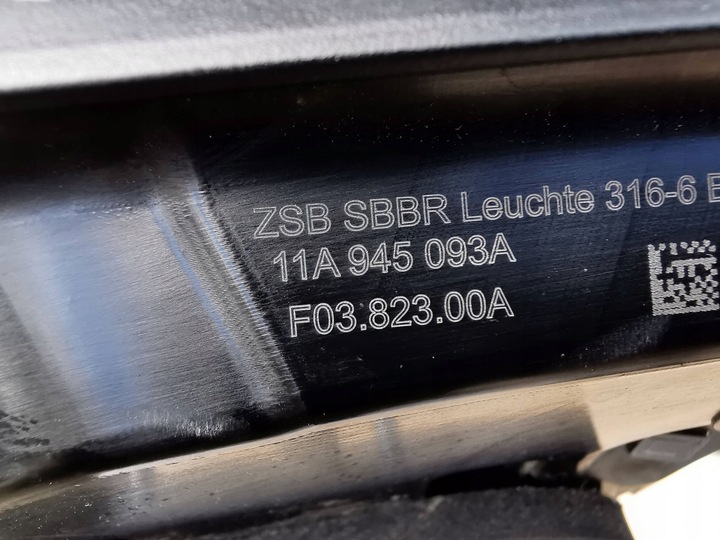 ZSB SBBR Leuchte 316-6 E
11A 945 093A
F03.823.00A